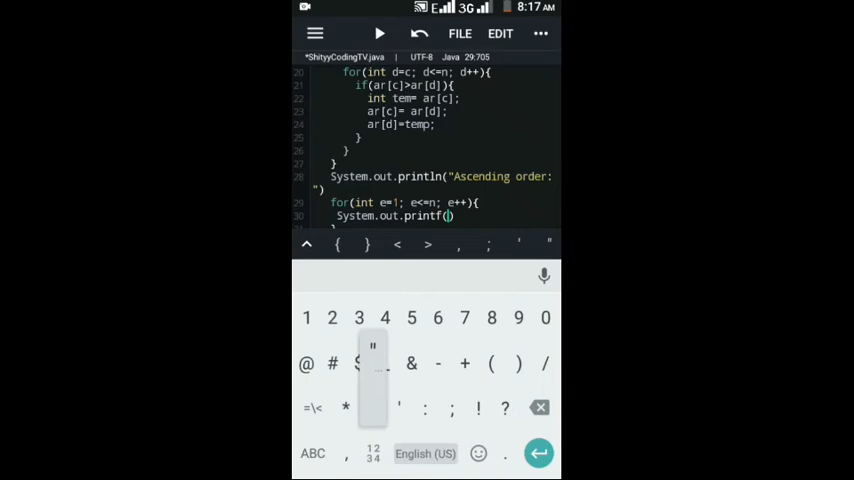 E 3G 8:17 AM
FILE EDIT
*ShityyCodingTV.java | UTF-8 Java 29:705
20 for(int d=c; d<=n; d++){
21 if(ar[c]>ar[d]){
22 int tem= ar[c];
23 ar[c]= ar[d];
24 ar[d]=temp;
25 }
26 }
27 }
28 System.out.println("Ascending order:
")
29 for(int e=1; e<=n; e++){
30 System.out.printf()
{ } < > , ; ' "
1 2 3 4 5 6 7 8 9 0
@ # $ " & - + ( ) /
=\< * ' : ; ! ?
ABC , 12 34 English (US) .